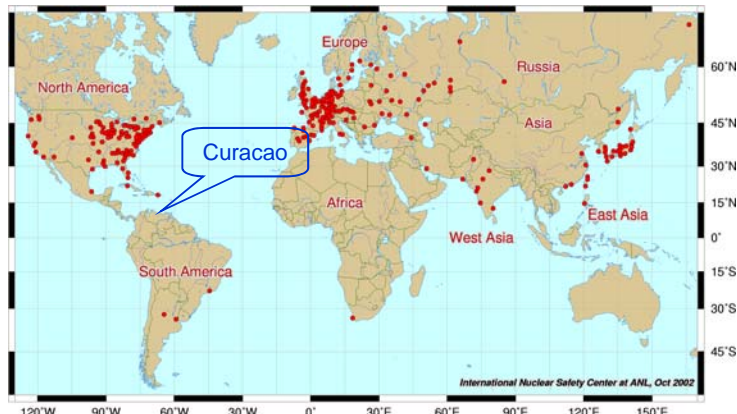 Europe
Russia
North America
Asia
Curacao
Africa
East Asia
West Asia
South America
60°N
45°N
30°N
15°N
0°
15°S
30°S
45°S
International Nuclear Safety Center at ANL, Oct 2002
120°W 90°W 60°W 30°W 0° 30°E 60°E 90°E 120°E 150°E